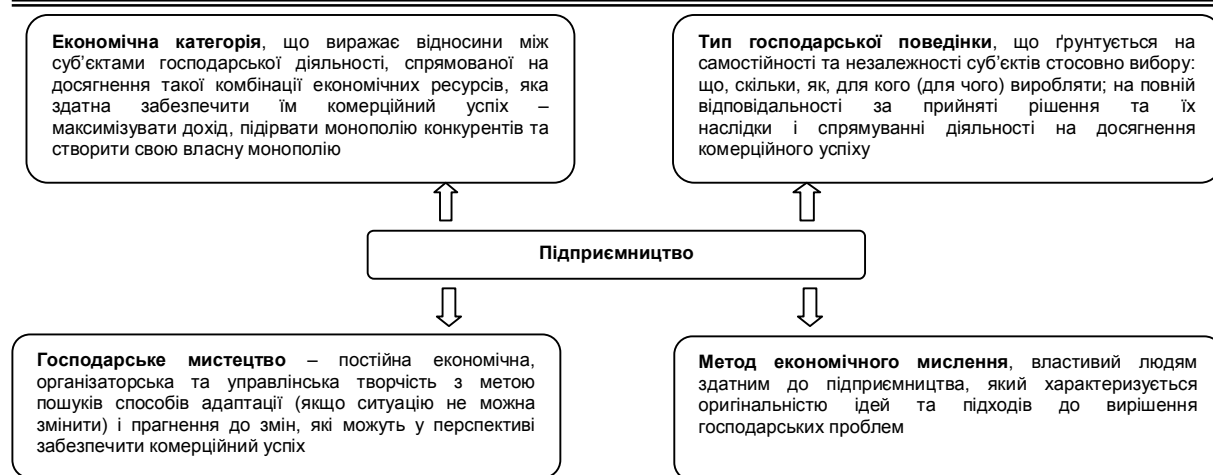 Економічна категорія, що виражає відносини між
суб’єктами господарської діяльності, спрямованої на
досягнення такої комбінації економічних ресурсів, яка
здатна забезпечити їм комерційний успіх –
максимізувати дохід, підірвати монополію конкурентів та
створити свою власну монополію
Тип господарської поведінки, що ґрунтується на
самостійності та незалежності суб’єктів стосовно вибору:
що, скільки, як, для кого (для чого) виробляти; на повній
відповідальності за прийняті рішення та їх
наслідки і спрямуванні діяльності на досягнення
комерційного успіху
Підприємництво
Господарське мистецтво – постійна економічна,
організаторська та управлінська творчість з метою
пошуків способів адаптації (якщо ситуацію не можна
змінити) і прагнення до змін, які можуть у перспективі
забезпечити комерційний успіх
Метод економічного мислення, властивий людям
здатним до підприємництва, який характеризується
оригінальністю ідей та підходів до вирішення
господарських проблем